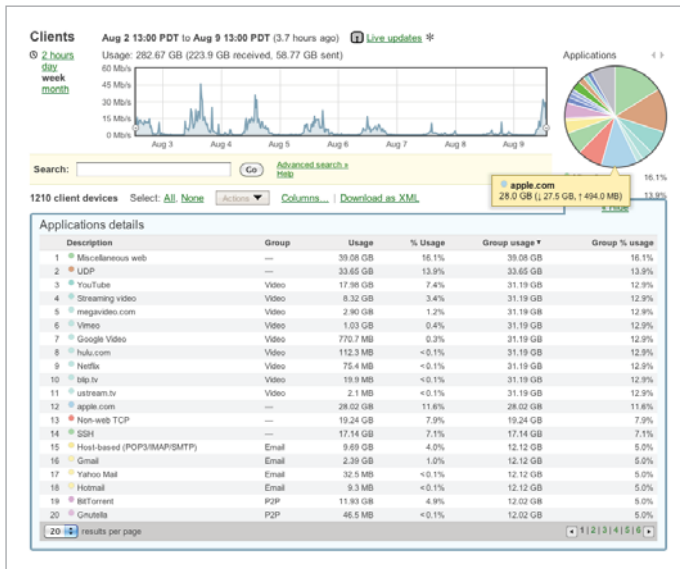 Clients
Aug 2 13:00 PDT to Aug 9 13:00 PDT (3.7 hours ago) Live updates *
2 hours
day
week
month
Usage: 282.67 GB (223.9 GB received, 58.77 GB sent)
60 Mb/s
45 Mb/s
30 Mb/s
15 Mb/s
0 Mb/s
Aug 3 Aug 4 Aug 5 Aug 6 Aug 7 Aug 8 Aug 9
Applications
Search: Go Advanced search »
Help
apple.com
28.0 GB (↓ 27.5 GB, ↑ 494.0 MB)
16.1%
13.9%
« Hide
1210 client devices Select: All, None Actions ▼ Columns... | Download as XML
Applications details
Description Group Usage % Usage Group usage ▼ Group % usage
1 Miscellaneous web — 39.08 GB 16.1% 39.08 GB 16.1%
2 UDP — 33.65 GB 13.9% 33.65 GB 13.9%
3 YouTube Video 17.98 GB 7.4% 31.19 GB 12.9%
4 Streaming video Video 8.32 GB 3.4% 31.19 GB 12.9%
5 megavideo.com Video 2.90 GB 1.2% 31.19 GB 12.9%
6 Vimeo Video 1.03 GB 0.4% 31.19 GB 12.9%
7 Google Video Video 770.7 MB 0.3% 31.19 GB 12.9%
8 hulu.com Video 112.3 MB <0.1% 31.19 GB 12.9%
9 Netflix Video 75.4 MB <0.1% 31.19 GB 12.9%
10 blip.tv Video 19.9 MB <0.1% 31.19 GB 12.9%
11 ustream.tv Video 2.1 MB <0.1% 31.19 GB 12.9%
12 apple.com — 28.02 GB 11.6% 28.02 GB 11.6%
13 Non-web TCP — 19.24 GB 7.9% 19.24 GB 7.9%
14 SSH — 17.14 GB 7.1% 17.14 GB 7.1%
15 Host-based (POP3/IMAP/SMTP) Email 9.69 GB 4.0% 12.12 GB 5.0%
16 Gmail Email 2.39 GB 1.0% 12.12 GB 5.0%
17 Yahoo Mail Email 32.5 MB <0.1% 12.12 GB 5.0%
18 Hotmail Email 9.3 MB <0.1% 12.12 GB 5.0%
19 BitTorrent P2P 11.93 GB 4.9% 12.02 GB 5.0%
20 Gnutella P2P 46.5 MB <0.1% 12.02 GB 5.0%
20 results per page 1|2|3|4|5|6